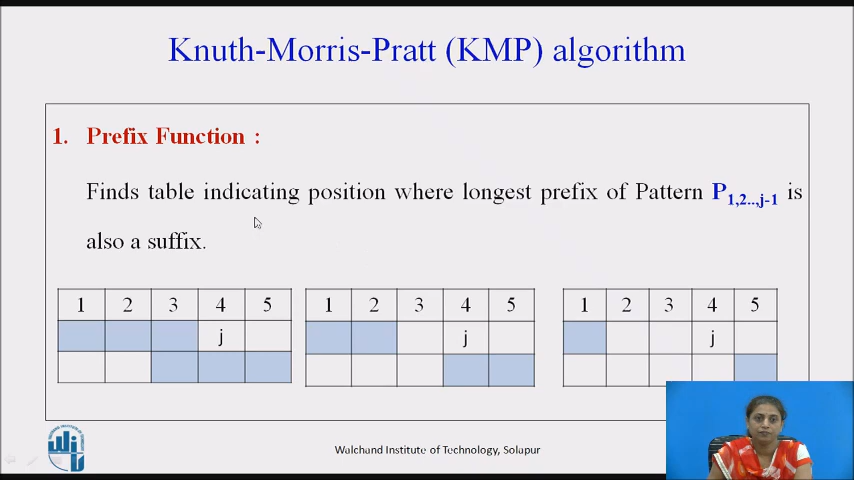 Knuth-Morris-Pratt (KMP) algorithm
1. Prefix Function :
Finds table indicating position where longest prefix of Pattern P1,2..,j-1 is
also a suffix.
1 2 3 4 5
j
1 2 3 4 5
j
1 2 3 4 5
j
Walchand Institute of Technology, Solapur